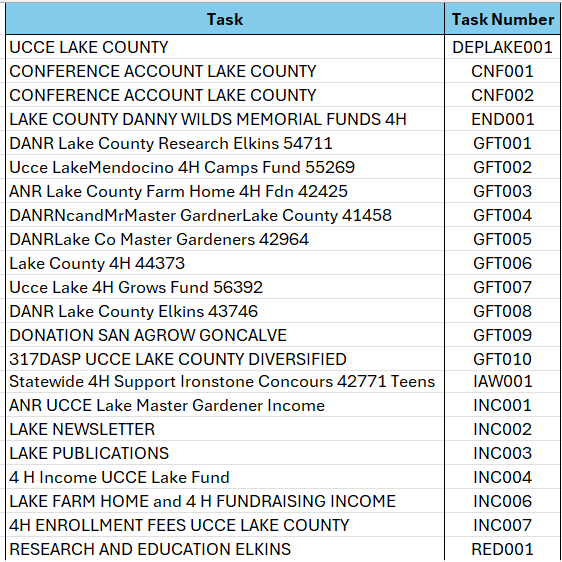 Task Task Number
UCCE LAKE COUNTY DEPLAKE001
CONFERENCE ACCOUNT LAKE COUNTY CNF001
CONFERENCE ACCOUNT LAKE COUNTY CNF002
LAKE COUNTY DANNY WILDS MEMORIAL FUNDS 4H END001
DANR Lake County Research Elkins 54711 GFT001
Ucce LakeMendocino 4H Camps Fund 55269 GFT002
ANR Lake County Farm Home 4H Fdn 42425 GFT003
DANRNcandMrMaster GardnerLake County 41458 GFT004
DANRLake Co Master Gardeners 42964 GFT005
Lake County 4H 44373 GFT006
Ucce Lake 4H Grows Fund 56392 GFT007
DANR Lake County Elkins 43746 GFT008
DONATION SAN AGROW GONCALVE GFT009
317DASP UCCE LAKE COUNTY DIVERSIFIED GFT010
Statewide 4H Support Ironstone Concours 42771 Teens IAW001
ANR UCCE Lake Master Gardener Income INC001
LAKE NEWSLETTER INC002
LAKE PUBLICATIONS INC003
4 H Income UCCE Lake Fund INC004
LAKE FARM HOME and 4 H FUNDRAISING INCOME INC006
4H ENROLLMENT FEES UCCE LAKE COUNTY INC007
RESEARCH AND EDUCATION ELKINS RED001